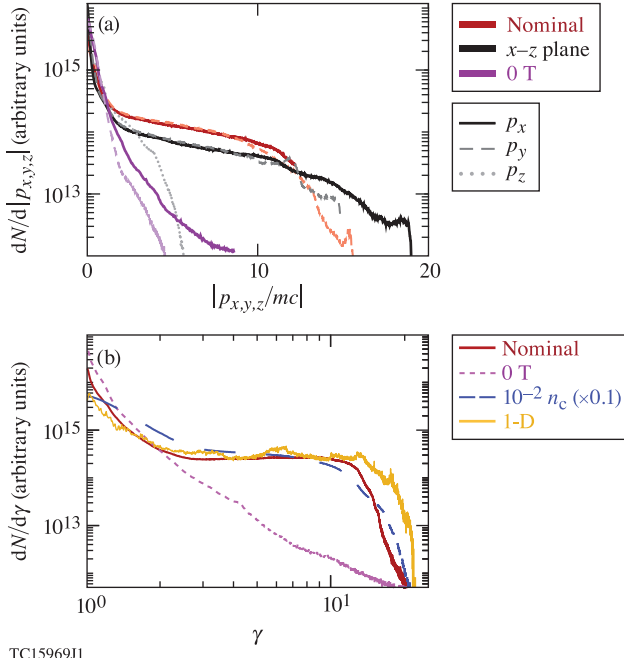 (a)
dN/d|p_{x,y,z}| (arbitrary units)
10^{15}
10^{13}
0
10
20
|p_{x,y,z}/mc|
Nominal
x–z plane
0 T
p_x
p_y
p_z
(b)
dN/dγ (arbitrary units)
10^{15}
10^{13}
10^0
10^1
γ
Nominal
0 T
10^{−2} n_c (×0.1)
1-D
TC15969J1